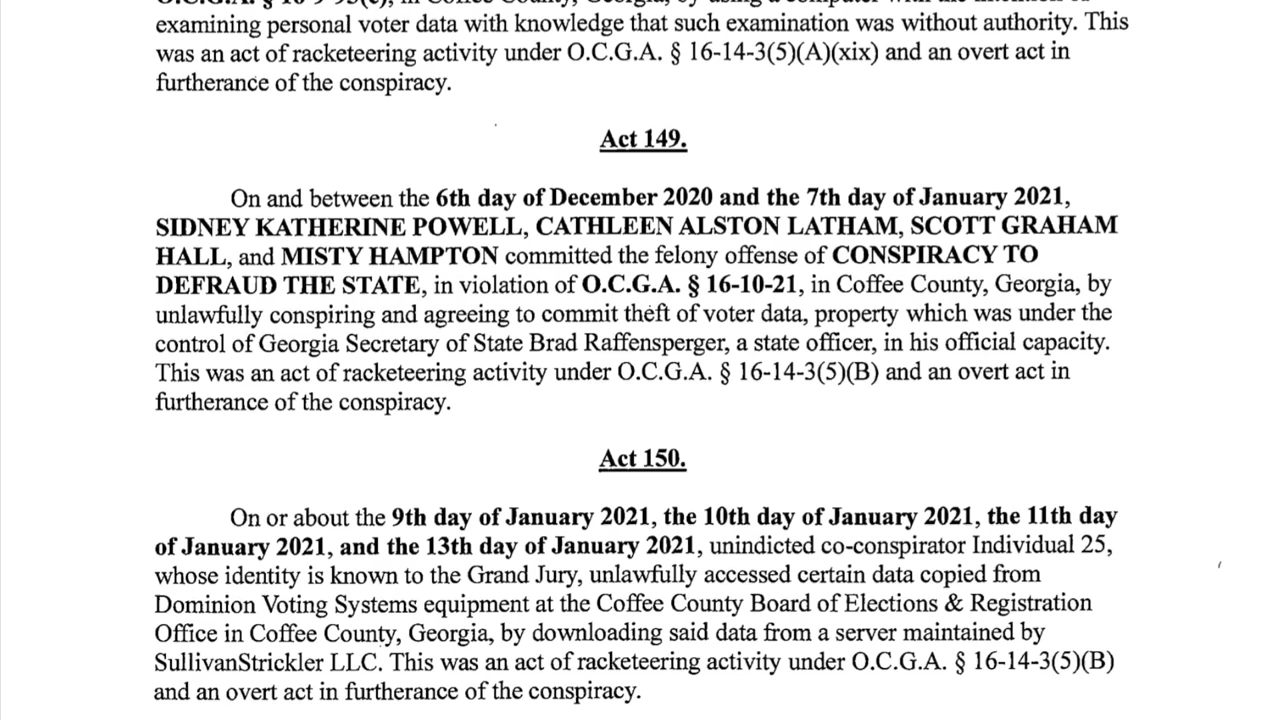 examining personal voter data with knowledge that such examination was without authority. This
was an act of racketeering activity under O.C.G.A. § 16-14-3(5)(A)(xix) and an overt act in
furtherance of the conspiracy.
Act 149.
On and between the 6th day of December 2020 and the 7th day of January 2021,
SIDNEY KATHERINE POWELL, CATHLEEN ALSTON LATHAM, SCOTT GRAHAM
HALL, and MISTY HAMPTON committed the felony offense of CONSPIRACY TO
DEFRAUD THE STATE, in violation of O.C.G.A. § 16-10-21, in Coffee County, Georgia, by
unlawfully conspiring and agreeing to commit theft of voter data, property which was under the
control of Georgia Secretary of State Brad Raffensperger, a state officer, in his official capacity.
This was an act of racketeering activity under O.C.G.A. § 16-14-3(5)(B) and an overt act in
furtherance of the conspiracy.
Act 150.
On or about the 9th day of January 2021, the 10th day of January 2021, the 11th day
of January 2021, and the 13th day of January 2021, unindicted co-conspirator Individual 25,
whose identity is known to the Grand Jury, unlawfully accessed certain data copied from
Dominion Voting Systems equipment at the Coffee County Board of Elections & Registration
Office in Coffee County, Georgia, by downloading said data from a server maintained by
SullivanStrickler LLC. This was an act of racketeering activity under O.C.G.A. § 16-14-3(5)(B)
and an overt act in furtherance of the conspiracy.